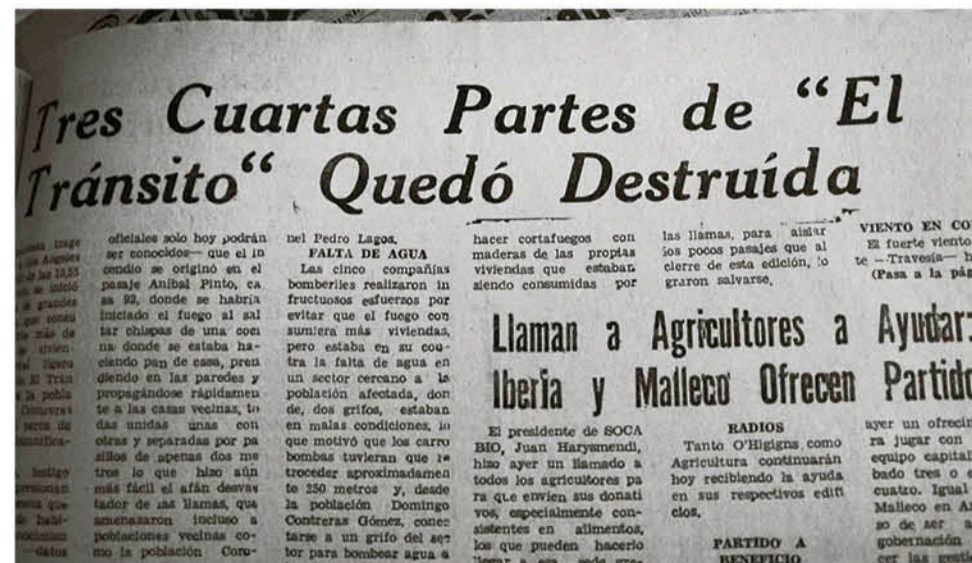 Tres Cuartas Partes de “El
Tránsito“ Quedó Destruída
oficiales solo hoy podrán
ser conocidos— que el in
cendio se originó en el
pasaje Aníbal Pinto, ca
sa 92, donde se habría
iniciado el fuego al sal
tar chispas de una coci
na donde se estaba ha-
ciendo pan de casa, pren
diendo en las paredes y
propagándose rápidamen
te a las casas vecinas, to
das unidas unas con
otras y separadas por pa
sillos de apenas dos me
tros lo que hizo aún
más fácil el afán devas
tador de las llamas, que
amenazaron incluso a
poblaciones vecinas co-
mo la población Coro-
nel Pedro Lagos.
FALTA DE AGUA
Las cinco compañías
bomberiles realizaron in
fructuosos esfuerzos por
evitar que el fuego con
sumiera más viviendas,
pero estaba en su con-
tra la falta de agua en
un sector cercano a la
población afectada, don
de, dos grifos, estaban
en malas condiciones, lo
que motivó que los carro
bombas tuvieran que re
troceder aproximadamen
te 250 metros y, desde
la población Domingo
Contreras Gómez, conec
tarse a un grifo del sec
tor para bombear agua a
hacer cortafuegos con
maderas de las propias
viviendas que estaban
siendo consumidas por
las llamas, para aislar
los pocos pasajes que al
cierre de esta edición, lo
graron salvarse.
VIENTO EN CO
El fuerte viento
te —Travesía— h
(Pasa a la pá
Llaman a Agricultores a Ayudar:
Iberia y Malleco Ofrecen Partido
El presidente de SOCA
BIO, Juan Harysmendi,
hizo ayer un llamado a
todos los agricultores pa
ra que envíen sus donati
vos, especialmente con-
sistentes en alimentos,
los que pueden hacerlo
RADIOS
Tanto O'Higigns como
Agricultura continuarán
hoy recibiendo la ayuda
en sus respectivos edifi
cios.
PARTIDO A
BENEFICIO
ayer un ofrecin
ra jugar con
equipo capital
bado tres o e
cuatro. Igual
Malleco en A
so de ser a
gobernación
cer las gesti